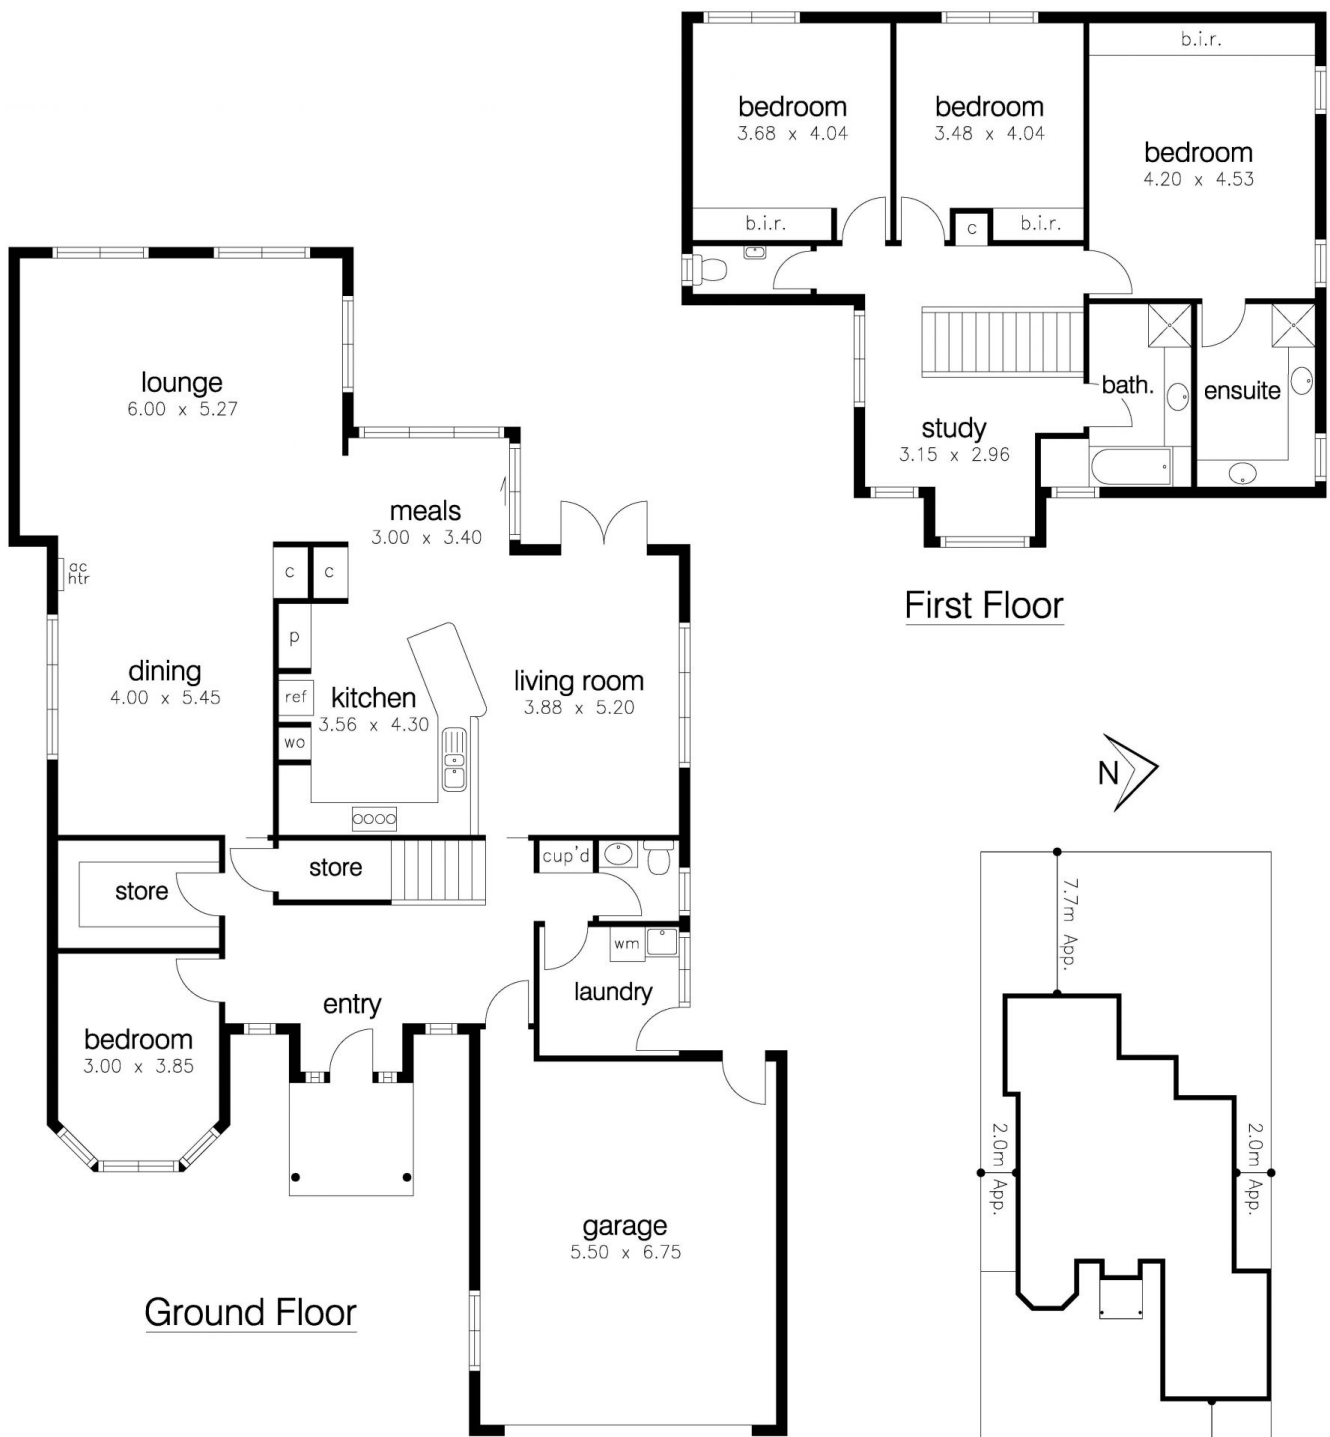 b.i.r.
bedroom
3.68 x 4.04
bedroom
3.48 x 4.04
bedroom
4.20 x 4.53
b.i.r.
c
b.i.r.
bath.
ensuite
study
3.15 x 2.96
First Floor
lounge
6.00 x 5.27
meals
3.00 x 3.40
ac
htr
c
c
p
dining
4.00 x 5.45
ref
kitchen
3.56 x 4.30
living room
3.88 x 5.20
wo
store
store
cup'd
wm
laundry
entry
bedroom
3.00 x 3.85
garage
5.50 x 6.75
Ground Floor
N
7.7m App.
2.0m App.
2.0m App.